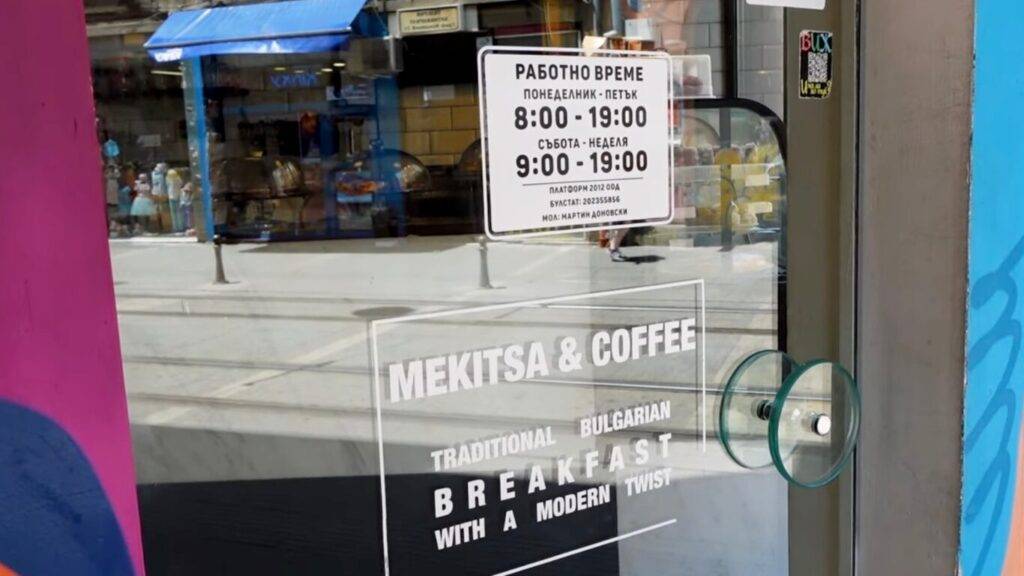 РАБОТНО ВРЕМЕ
ПОНЕДЕЛНИК - ПЕТЪК
8:00 - 19:00
СЪБОТА - НЕДЕЛЯ
9:00 - 19:00
ПЛАТФОРМ 2012 ООД
БУЛСТАТ: 202355856
МОЛ: МАРТИН ДОНОВСКИ
BUX
MEKITSA & COFFEE
TRADITIONAL BULGARIAN
BREAKFAST
WITH A MODERN TWIST